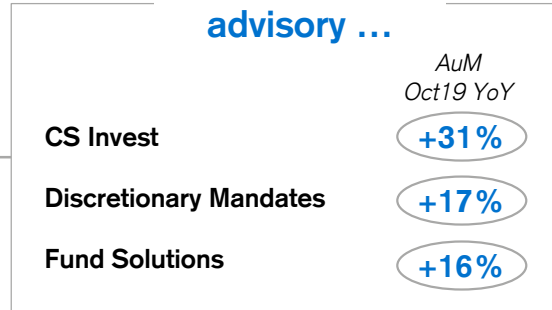 advisory …
AuM
Oct19 YoY
CS Invest +31%
Discretionary Mandates +17%
Fund Solutions +16%